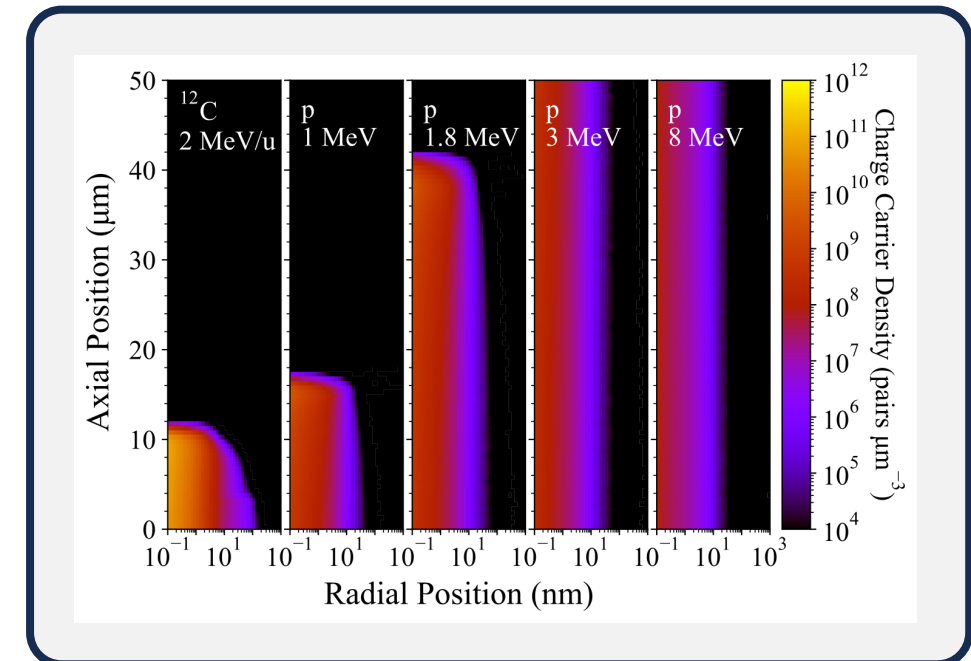 50
40
30
20
10
0
Axial Position (μm)
¹²C
2 MeV/u
p
1 MeV
p
1.8 MeV
p
3 MeV
p
8 MeV
10⁻¹ 10¹ 10⁻¹ 10¹ 10⁻¹ 10¹ 10⁻¹ 10¹ 10⁻¹ 10¹ 10³
Radial Position (nm)
10¹²
10¹¹
10¹⁰
10⁹
10⁸
10⁷
10⁶
10⁵
10⁴
Charge Carrier Density (pairs μm⁻³)